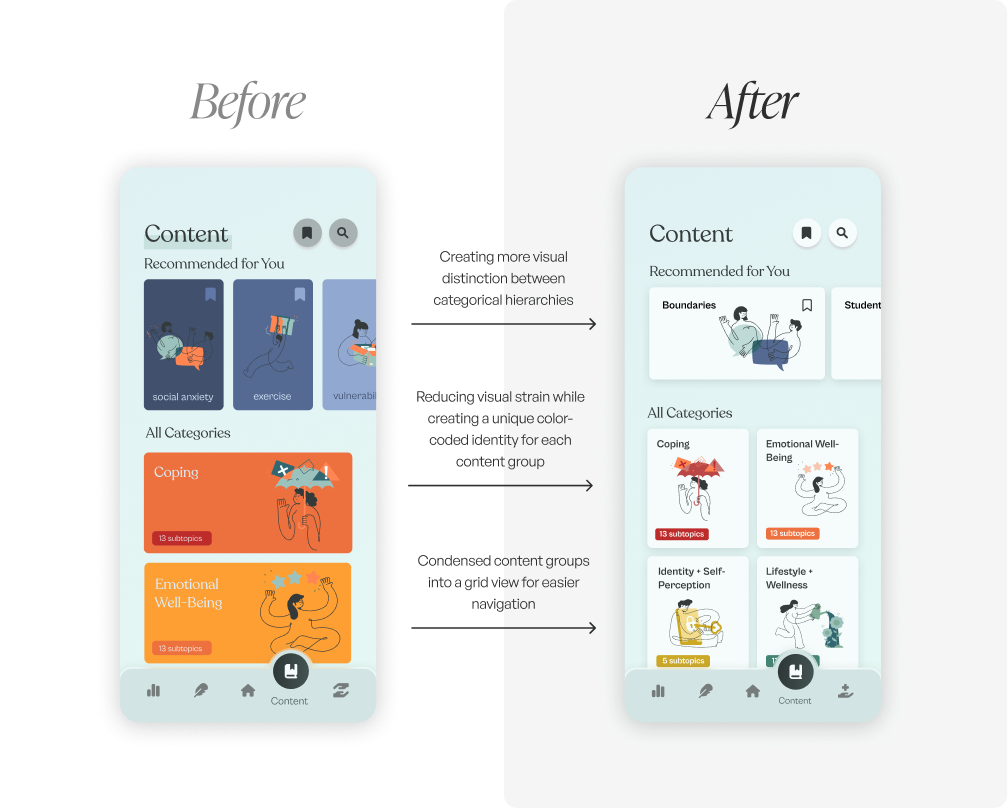 Before
After
Content
Recommended for You
social anxiety
exercise
All Categories
Coping
13 subtopics
Emotional
Well-Being
13 subtopics
Content
Creating more visual
distinction between
categorical hierarchies
Reducing visual strain while
creating a unique color-
coded identity for each
content group
Condensed content groups
into a grid view for easier
navigation
Content
Recommended for You
Boundaries
Student
All Categories
Coping
13 subtopics
Emotional Well-
Being
13 subtopics
Identity + Self-
Perception
5 subtopics
Lifestyle +
Wellness
Content